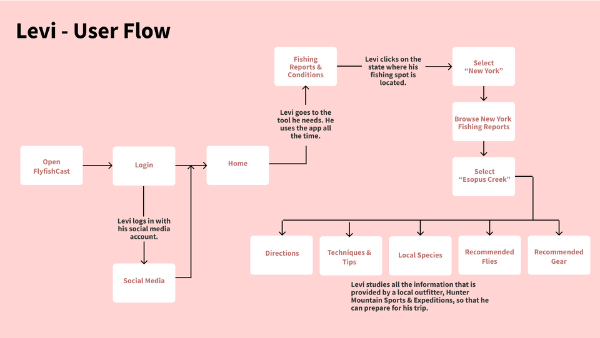 Levi - User Flow
Open
FlyfishCast
Login
Levi logs in with
his social media
account.
Social Media
Home
Levi goes to the
tool he needs. He
uses the app all
the time.
Fishing
Reports &
Conditions
Levi clicks on the
state where his
fishing spot is
located.
Select
“New York”
Browse New York
Fishing Reports
Select
“Esopus Creek”
Directions
Techniques &
Tips
Local Species
Recommended
Flies
Recommended
Gear
Levi studies all the information that is
provided by a local outfitter, Hunter
Mountain Sports & Expeditions, so that he
can prepare for his trip.